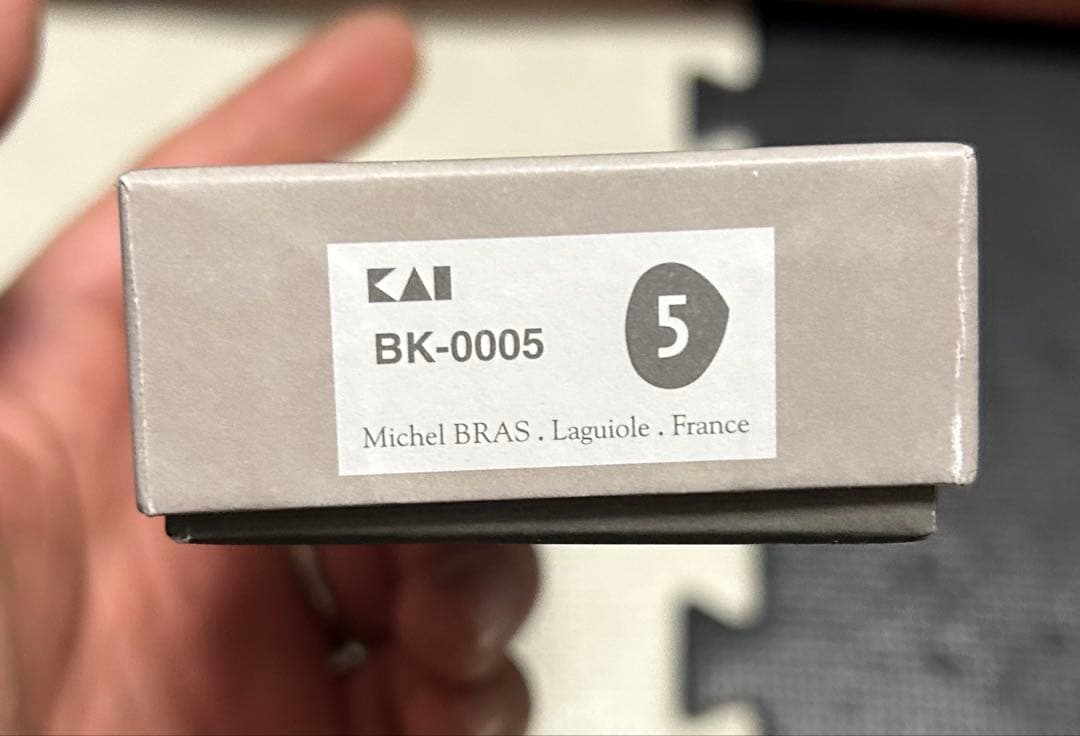 KAI
BK-0005
5
Michel BRAS . Laguiole . France